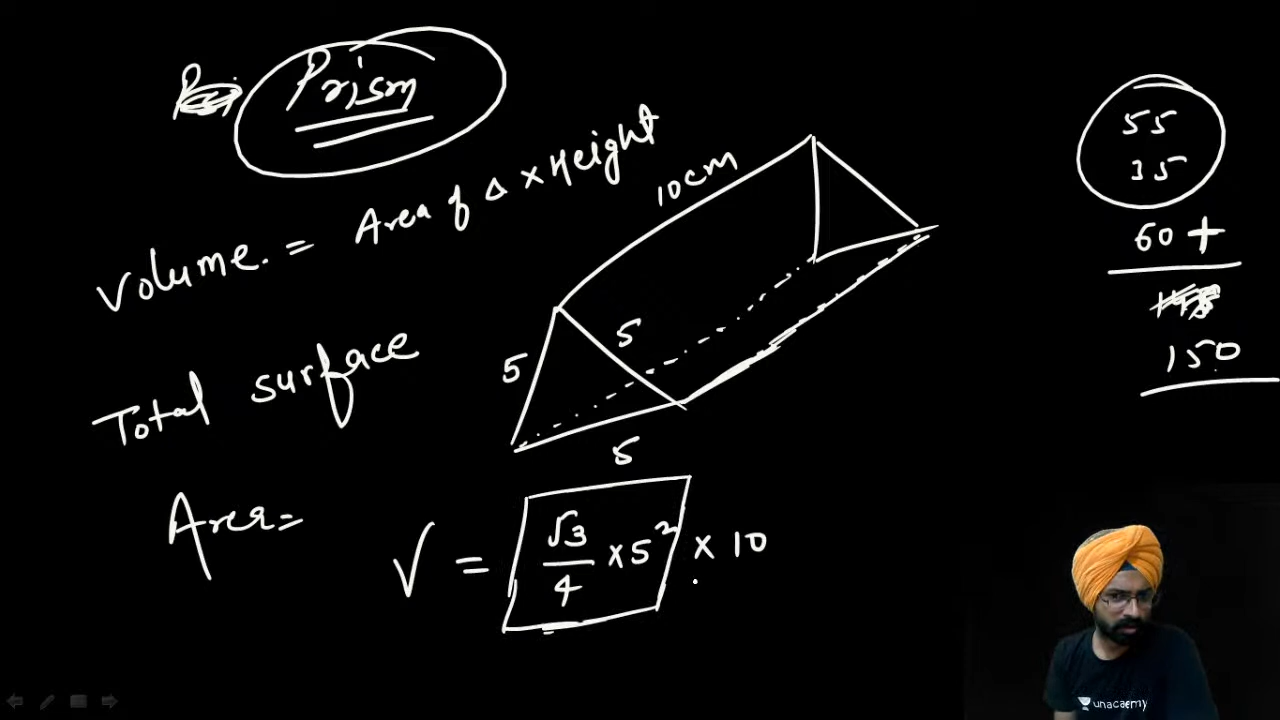 Prism
Volume. = Area of Δ × Height
Total surface
Area =
10cm
5
5
5
V = √3/4 × 5² × 10
55
35
60 +
150
unacademy